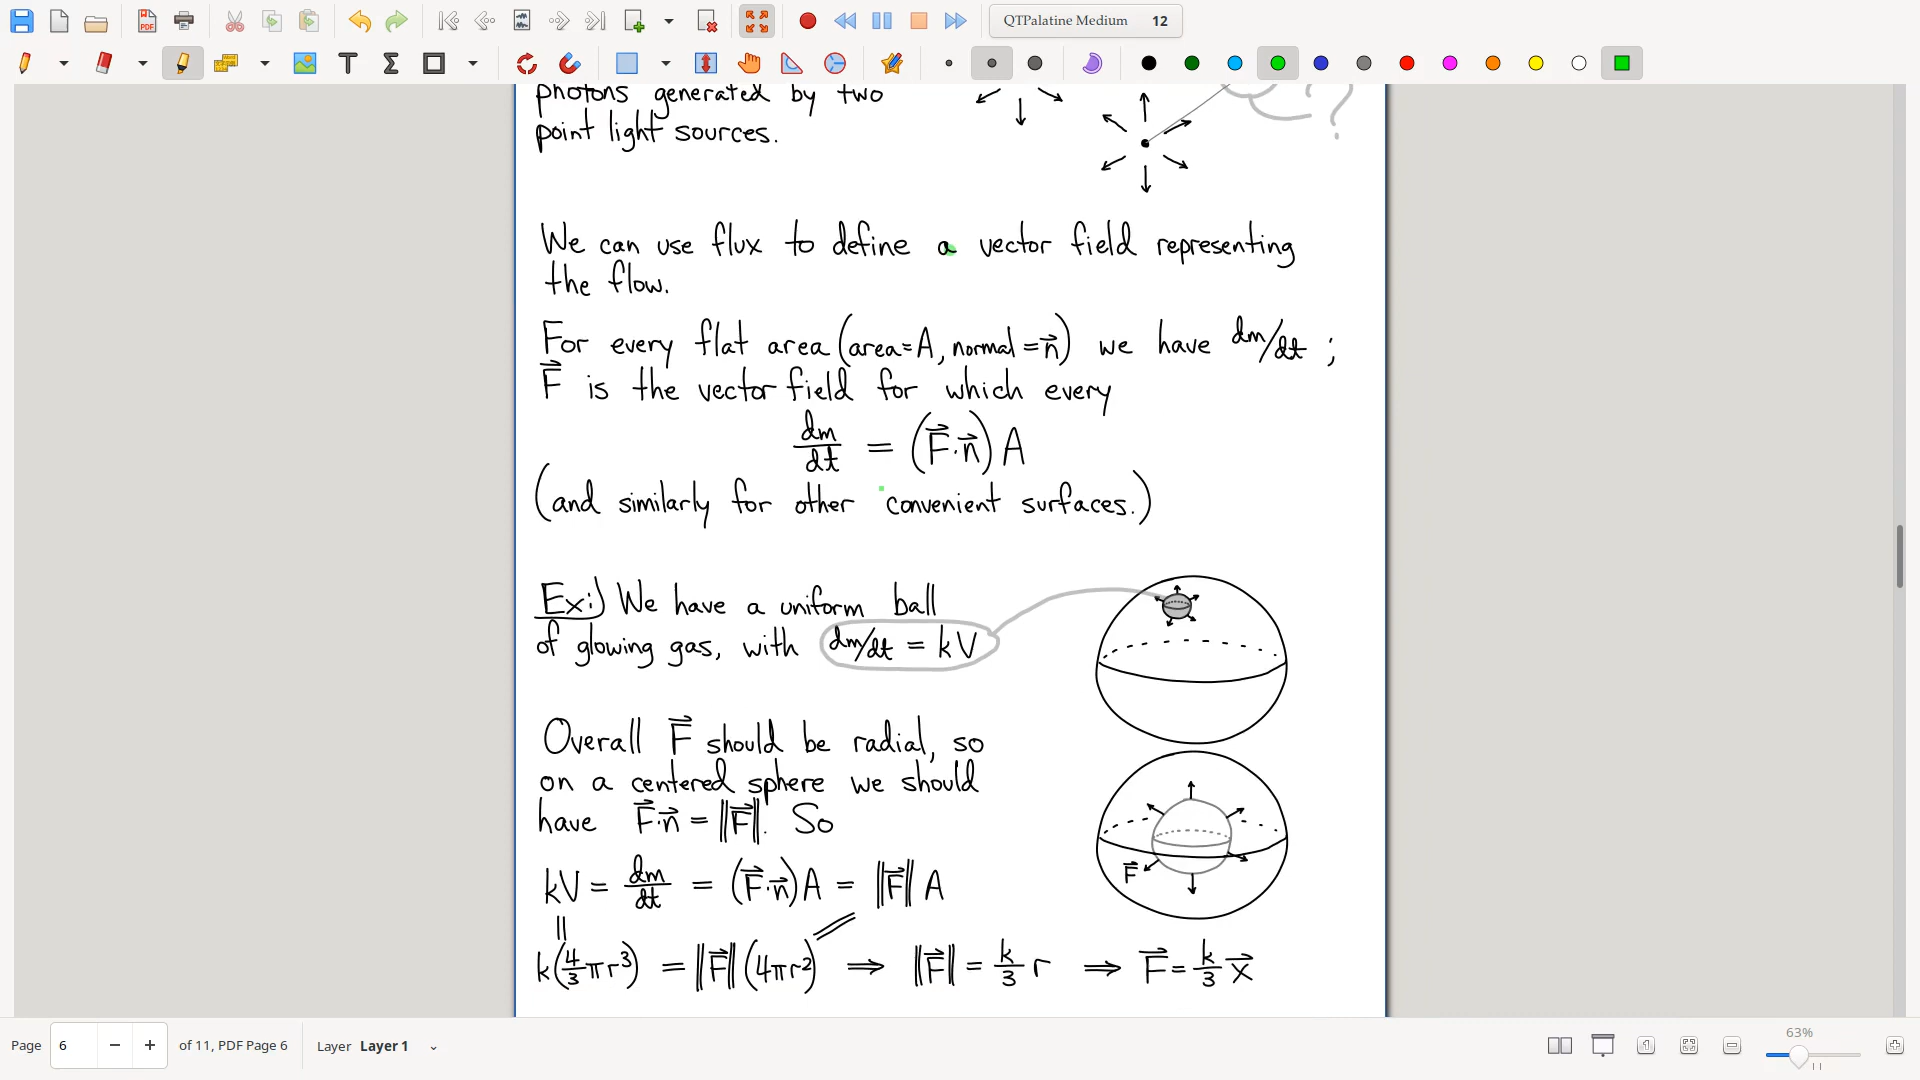 QTPalatine Medium 12
photons generated by two
point light sources.
?
We can use flux to define a vector field representing
the flow.
For every flat area (area=A, normal=n⃗) we have dm/dt ;
F⃗ is the vector field for which every
dm/dt = (F⃗·n⃗) A
(and similarly for other convenient surfaces.)
Ex:) We have a uniform ball
of glowing gas, with dm/dt = kV
Overall F⃗ should be radial, so
on a centered sphere we should
have F⃗·n⃗ = ||F⃗||. So
F⃗
kV = dm/dt = (F⃗·n⃗)A = ||F⃗|| A
||
k(4/3 πr³) = ||F⃗|| (4πr²) ⟹ ||F⃗|| = k/3 r ⟹ F⃗ = k/3 x⃗
Page 6 of 11, PDF Page 6 Layer Layer 1 63%